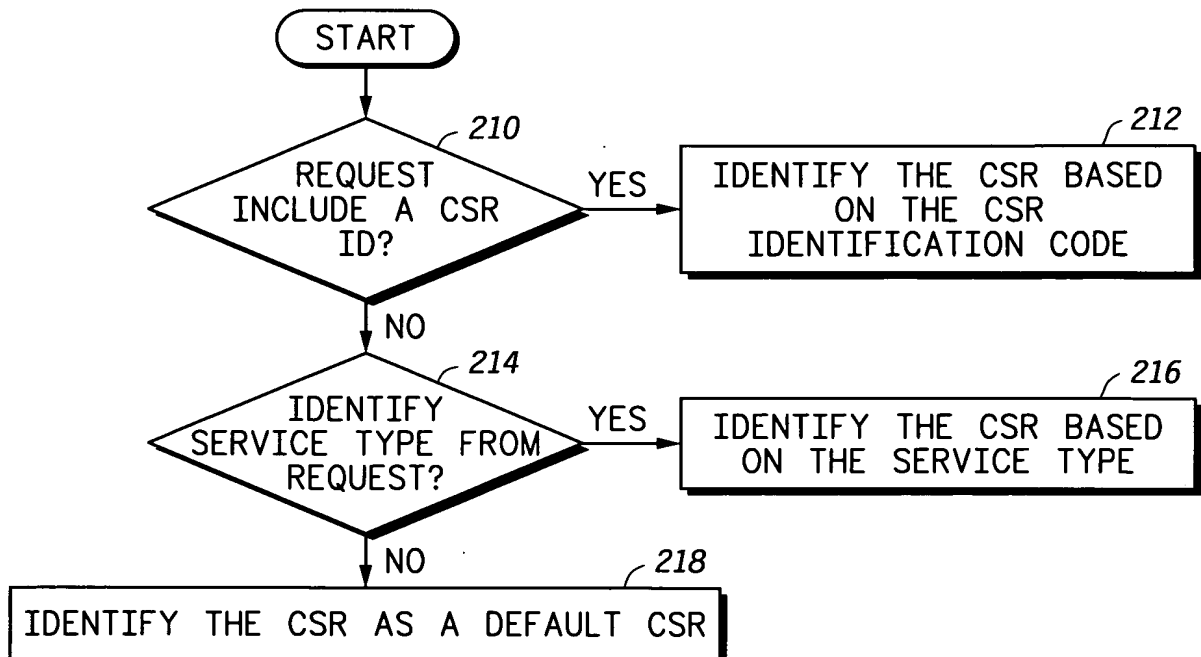 START
210
REQUEST
INCLUDE A CSR
ID?
YES
212
IDENTIFY THE CSR BASED
ON THE CSR
IDENTIFICATION CODE
NO
214
IDENTIFY
SERVICE TYPE FROM
REQUEST?
YES
216
IDENTIFY THE CSR BASED
ON THE SERVICE TYPE
NO
218
IDENTIFY THE CSR AS A DEFAULT CSR